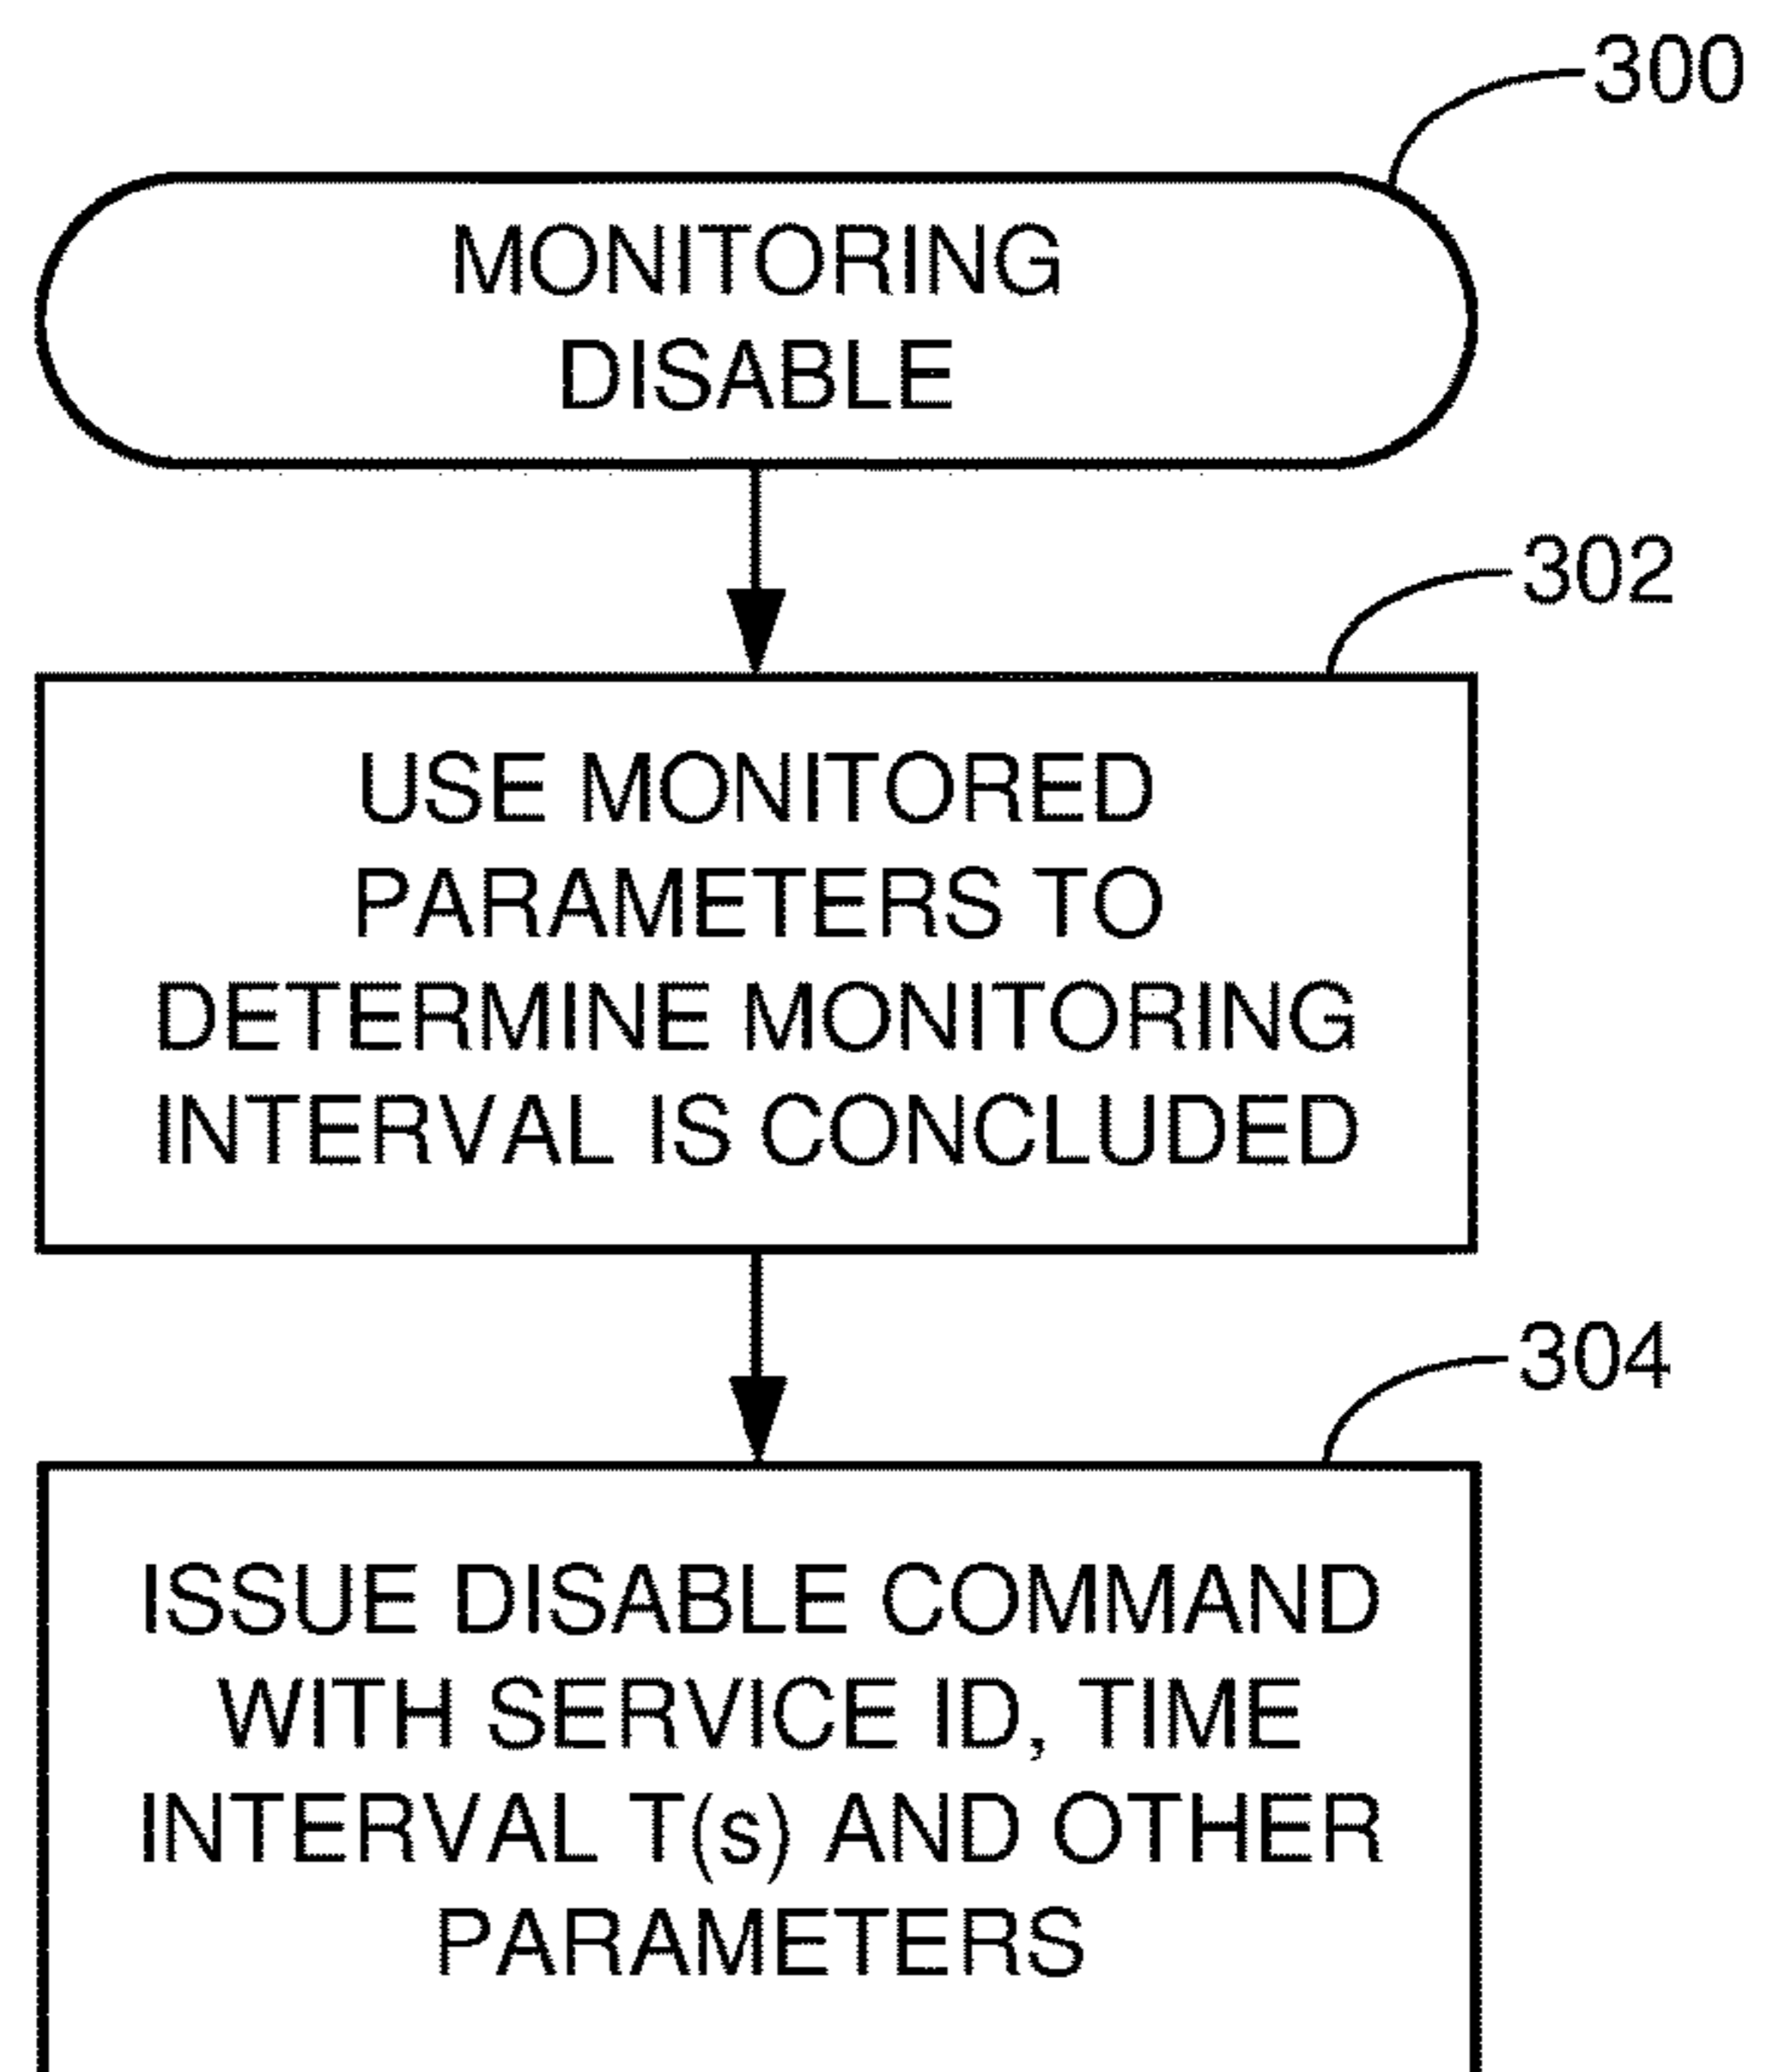 300
MONITORING
DISABLE
302
USE MONITORED
PARAMETERS TO
DETERMINE MONITORING
INTERVAL IS CONCLUDED
304
ISSUE DISABLE COMMAND
WITH SERVICE ID, TIME
INTERVAL T(s) AND OTHER
PARAMETERS